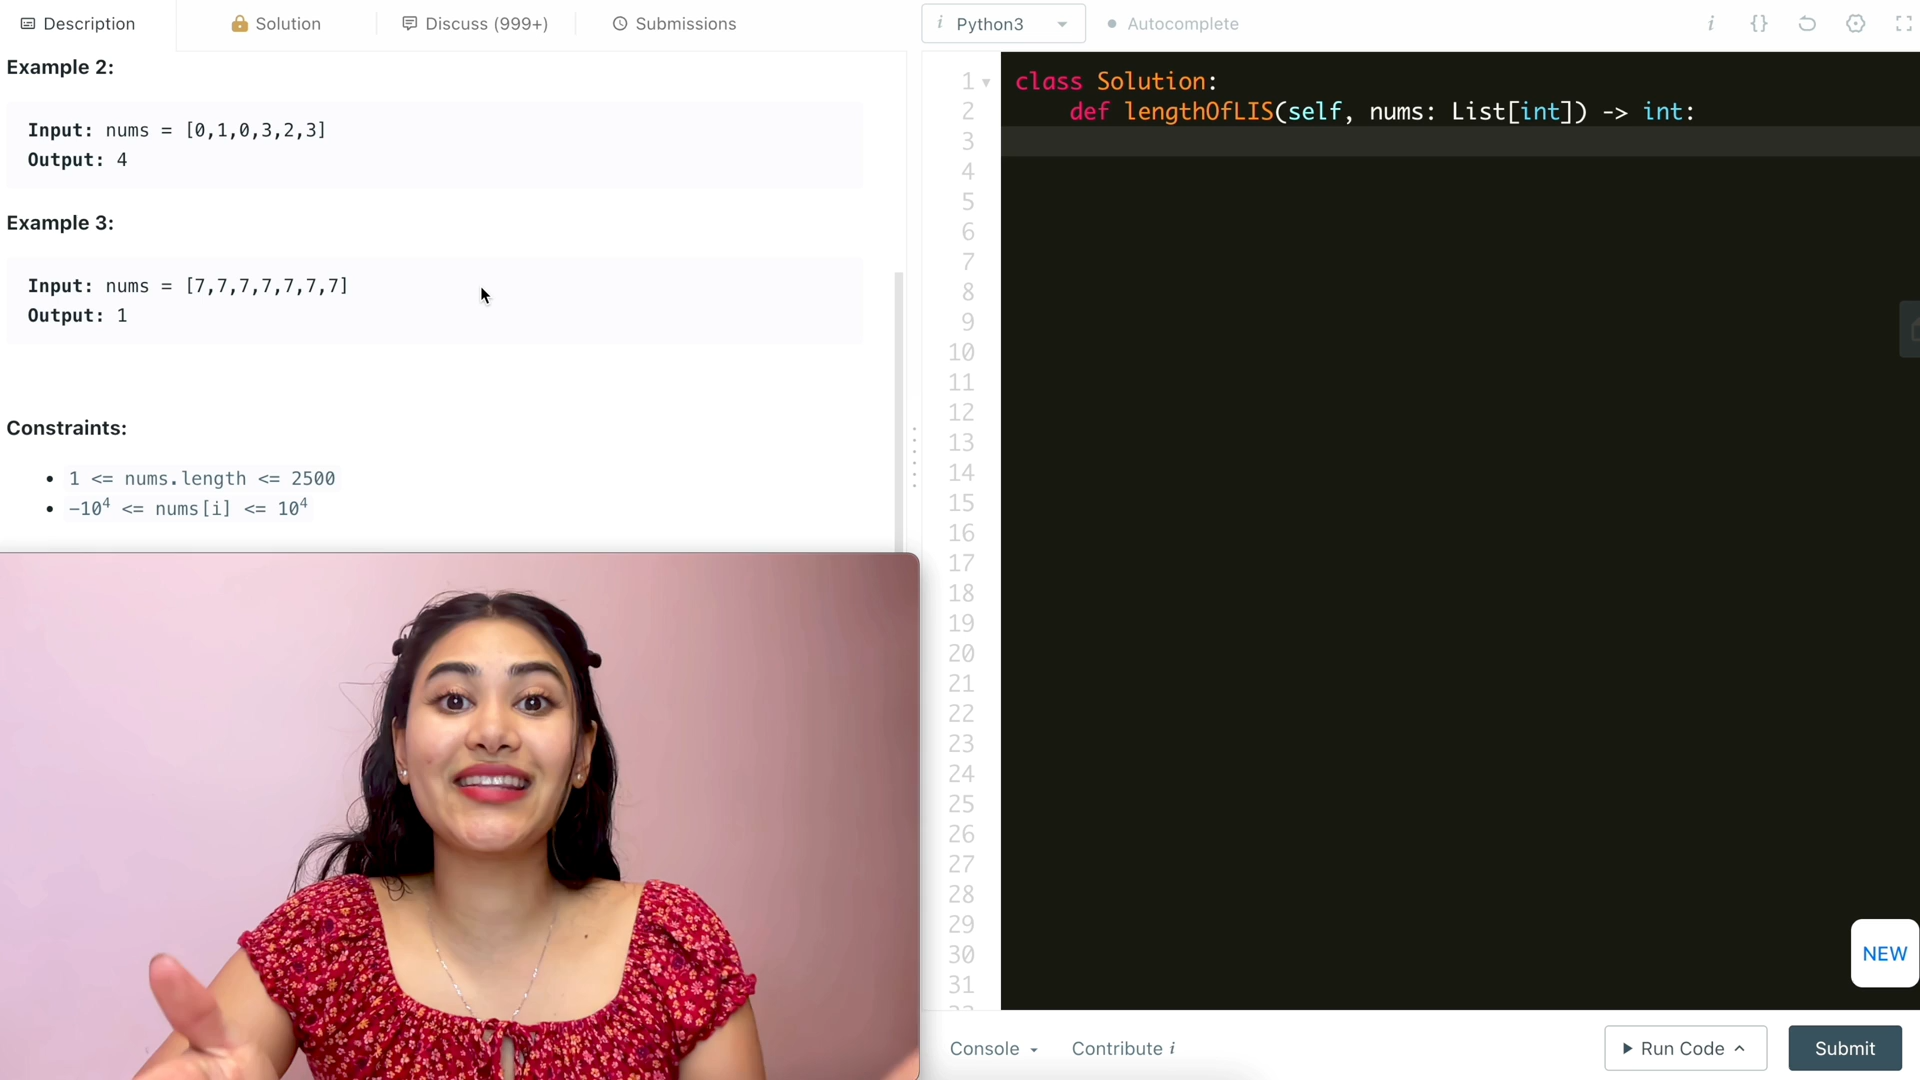 Description
Solution
Discuss (999+)
Submissions
i Python3
Autocomplete
i {}
Example 2:
Input: nums = [0,1,0,3,2,3]
Output: 4
Example 3:
Input: nums = [7,7,7,7,7,7,7]
Output: 1
Constraints:
• 1 <= nums.length <= 2500
• -10⁴ <= nums[i] <= 10⁴
1 class Solution:
2 def lengthOfLIS(self, nums: List[int]) -> int:
3
4
5
6
7
8
9
10
11
12
13
14
15
16
17
18
19
20
21
22
23
24
25
26
27
28
29
30
31
NEW
Console
Contribute i
Run Code
Submit